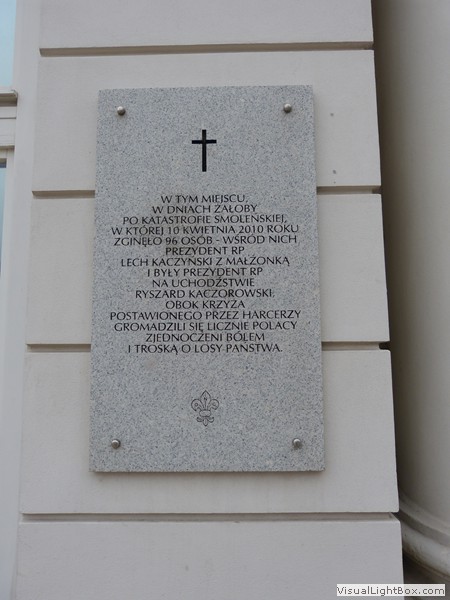 W TYM MIEJSCU,
W DNIACH ŻAŁOBY
PO KATASTROFIE SMOLEŃSKIEJ,
W KTÓREJ 10 KWIETNIA 2010 ROKU
ZGINĘŁO 96 OSÓB - WŚRÓD NICH
PREZYDENT RP
LECH KACZYŃSKI Z MAŁŻONKĄ
I BYŁY PREZYDENT RP
NA UCHODŹSTWIE
RYSZARD KACZOROWSKI:
OBOK KRZYŻA
POSTAWIONEGO PRZEZ HARCERZY
GROMADZILI SIĘ LICZNIE POLACY
ZJEDNOCZENI BÓLEM
I TROSKĄ O LOSY PAŃSTWA.
VisualLightBox.com